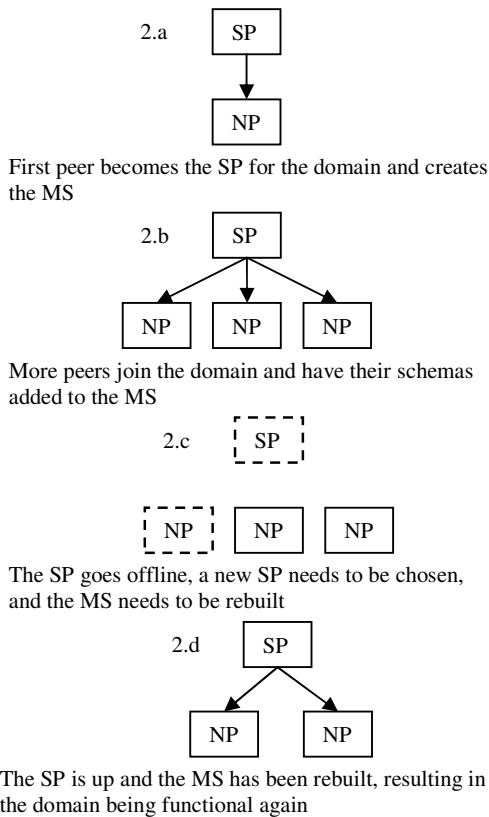 2.a
SP
NP
First peer becomes the SP for the domain and creates
the MS
2.b
SP
NP NP NP
More peers join the domain and have their schemas
added to the MS
2.c
SP
NP NP NP
The SP goes offline, a new SP needs to be chosen,
and the MS needs to be rebuilt
2.d
SP
NP NP
The SP is up and the MS has been rebuilt, resulting in
the domain being functional again